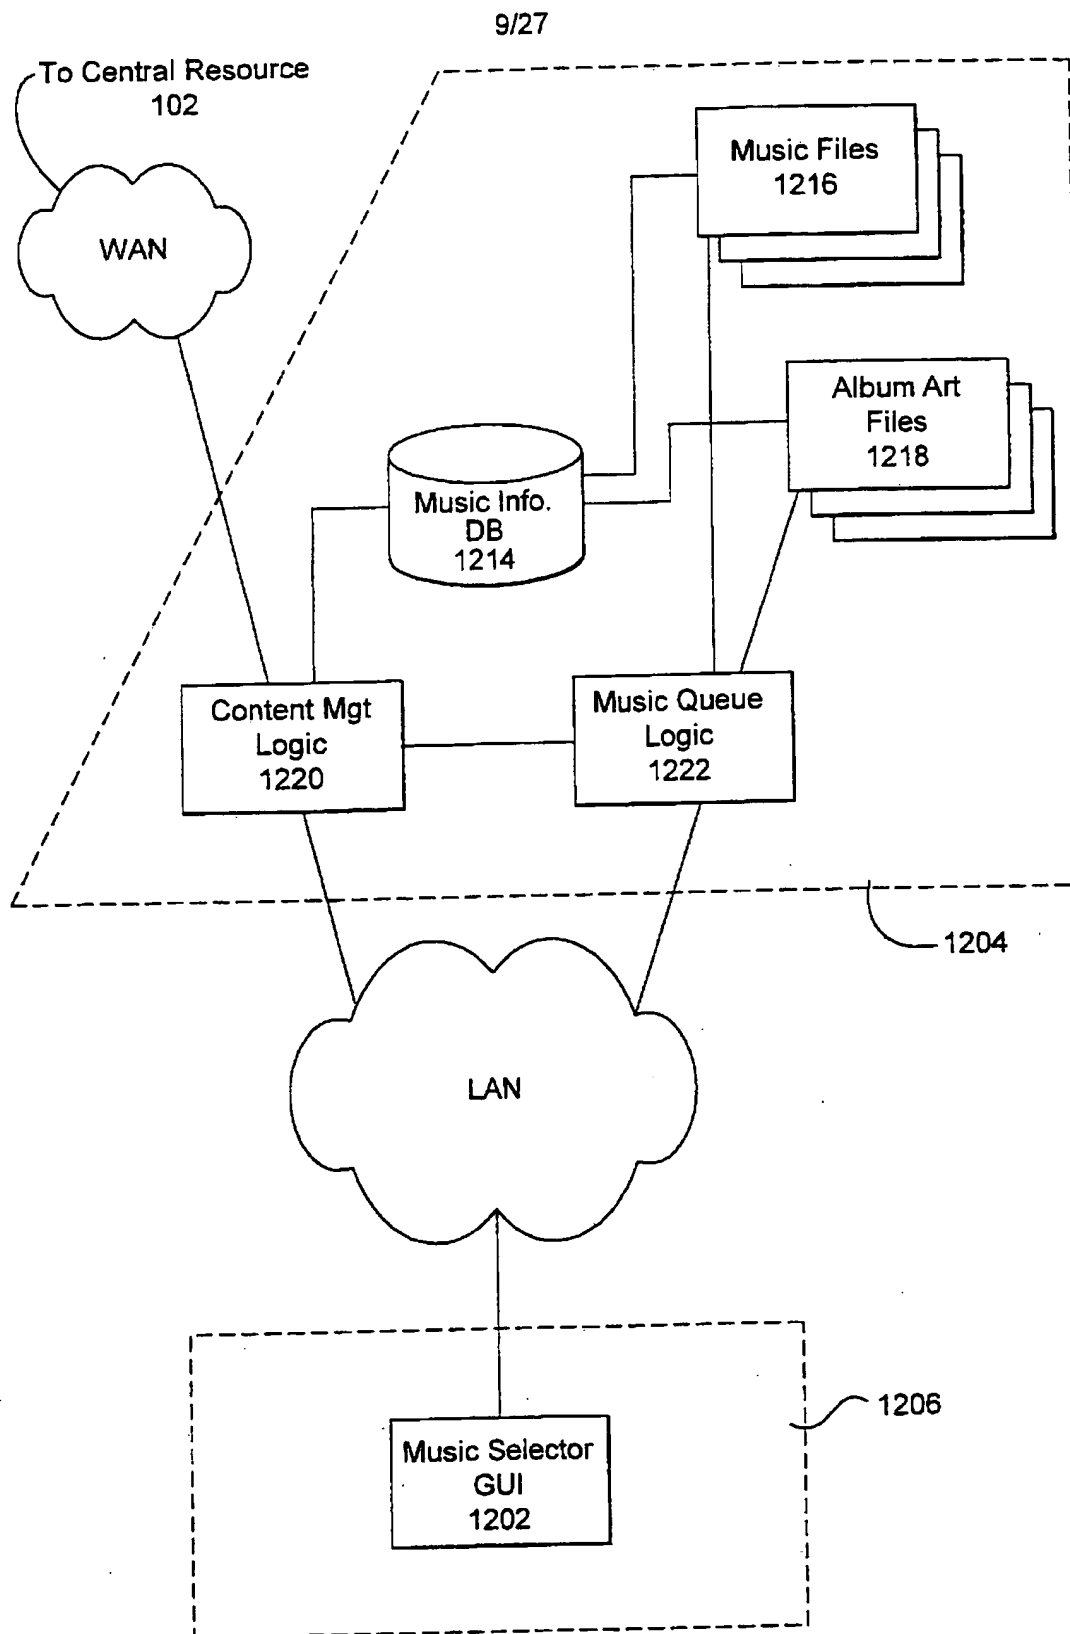 9/27
To Central Resource
102
WAN
Music Files
1216
Album Art
Files
1218
Music Info.
DB
1214
Content Mgt
Logic
1220
Music Queue
Logic
1222
1204
LAN
1206
Music Selector
GUI
1202